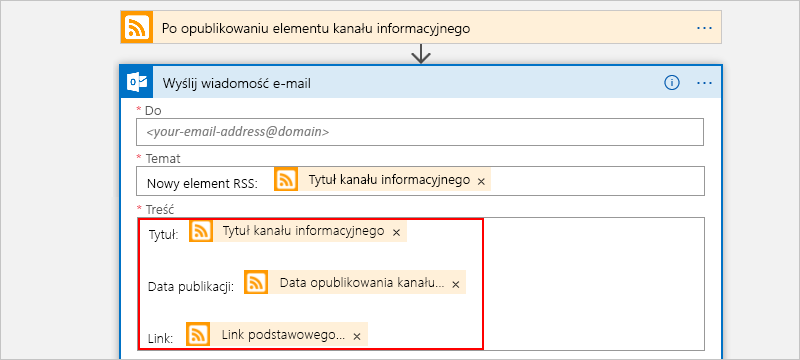 Po opublikowaniu elementu kanału informacyjnego ...
Wyślij wiadomość e-mail ...
* Do
<your-email-address@domain>
* Temat
Nowy element RSS: Tytuł kanału informacyjnego ×
* Treść
Tytuł: Tytuł kanału informacyjnego ×
Data publikacji: Data opublikowania kanału... ×
Link: Link podstawowego... ×